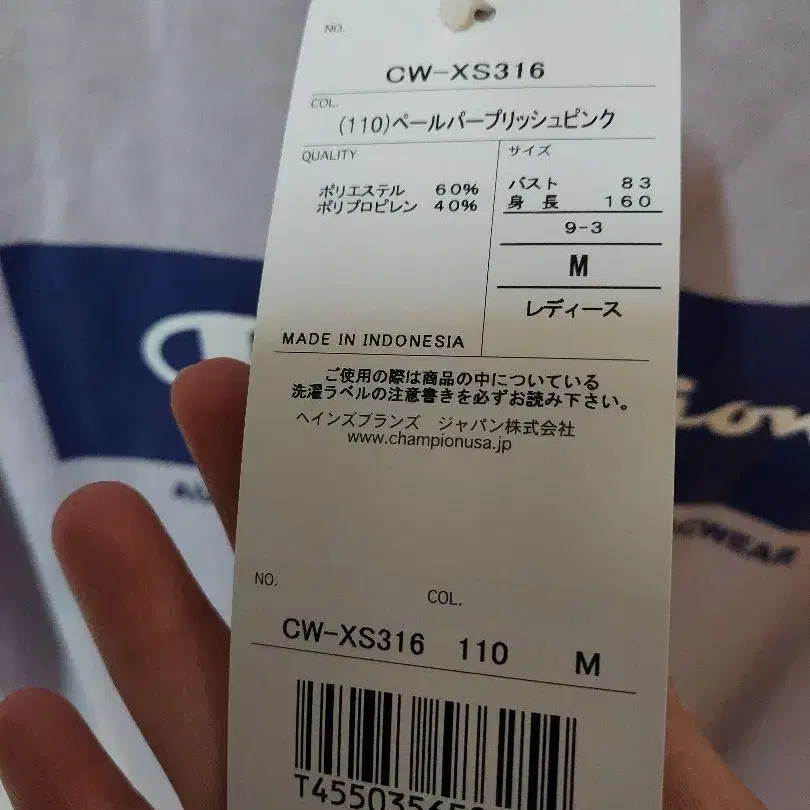 NO.
CW-XS316
COL.
(110)ペールパープリッシュピンク
QUALITY
ポリエステル 60%
ポリプロピレン 40%
サイズ
バスト 83
身長 160
9-3
M
レディース
MADE IN INDONESIA
ご使用の際は商品の中についている
洗濯ラベルの注意書きを必ずお読み下さい。
ヘインズブランズ ジャパン株式会社
www.championusa.jp
NO.
COL.
CW-XS316 110 M